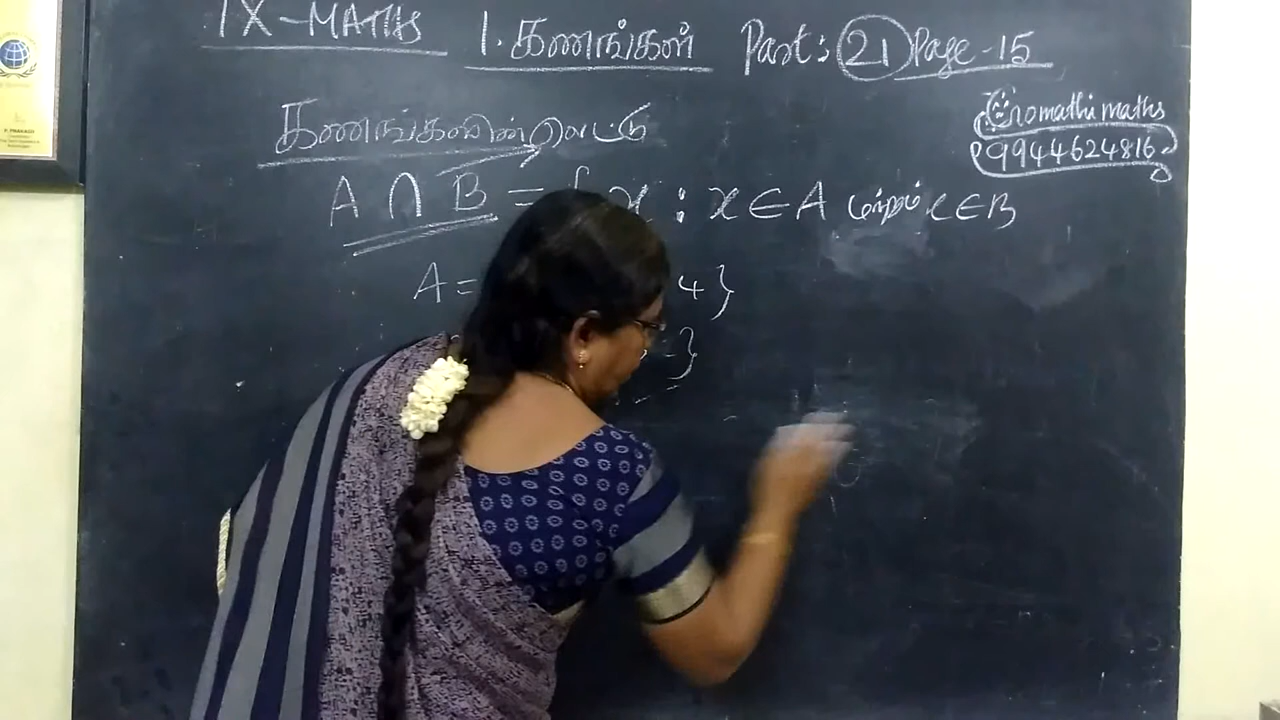 IX-MATHS 1. கணங்கள் Part: 21 Page-15
கணங்களின் வெட்டு
Gomathi maths
9944624816
A ∩ B = { x : x ∈ A மற்றும் x ∈ B
A = 4 }
}